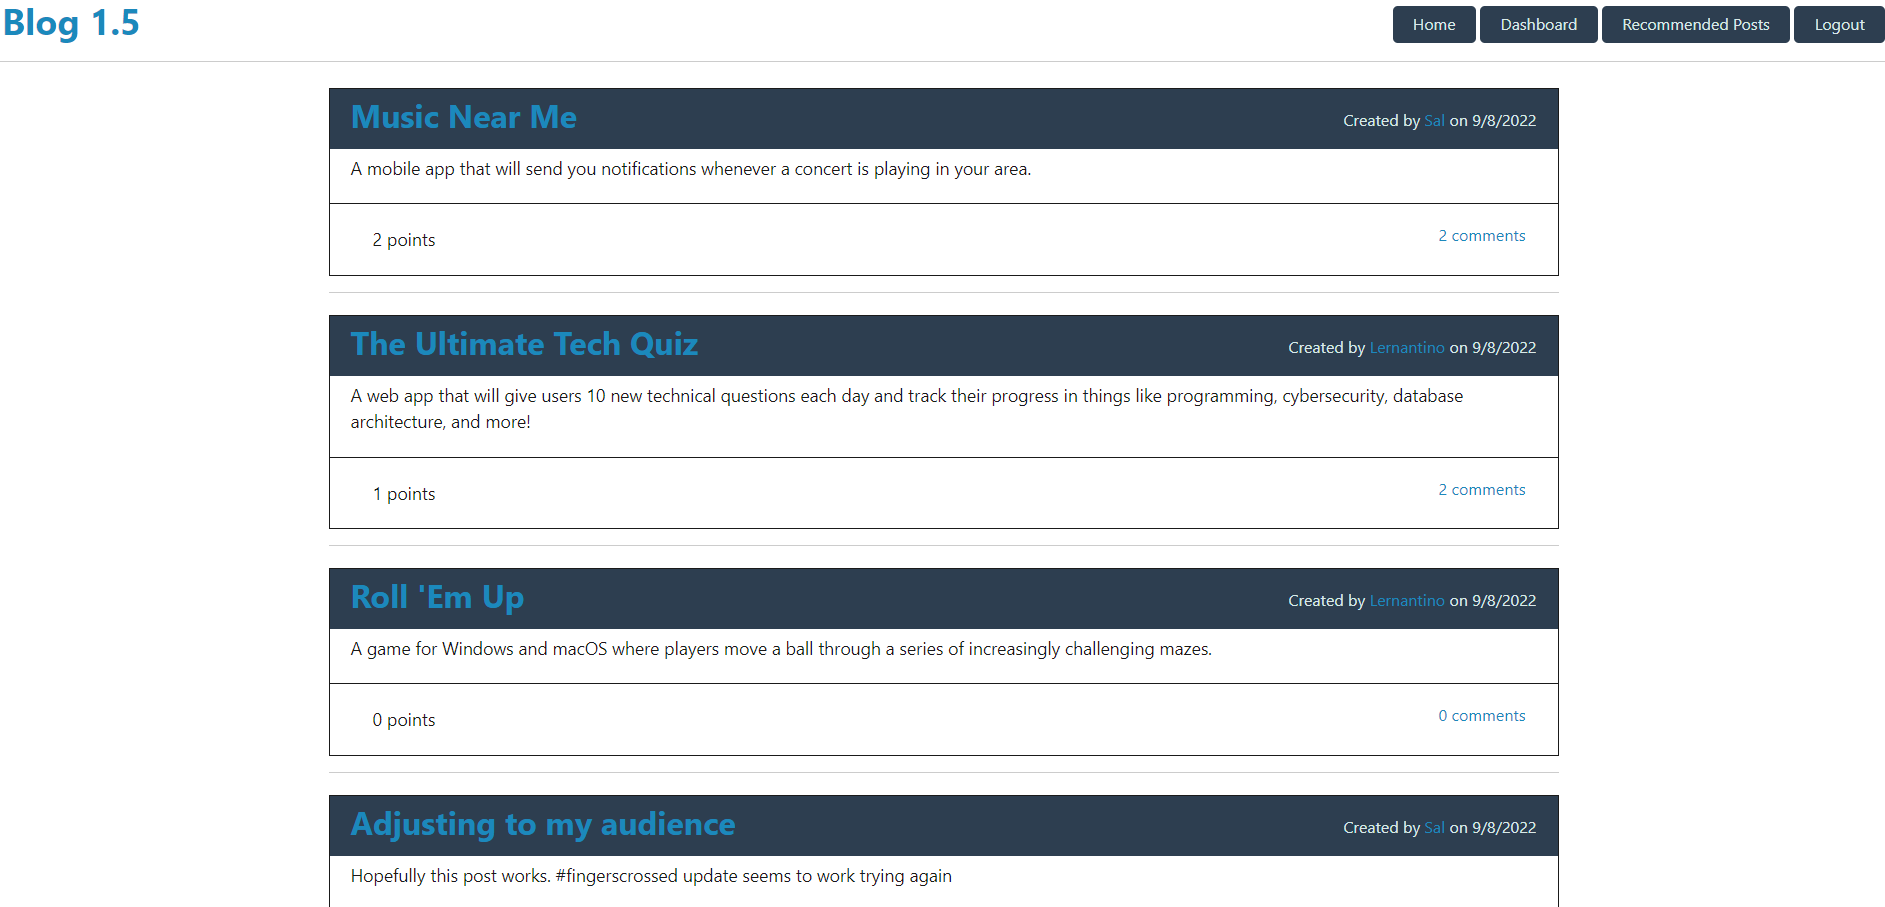 Blog 1.5
Home Dashboard Recommended Posts Logout
Music Near Me
Created by Sal on 9/8/2022
A mobile app that will send you notifications whenever a concert is playing in your area.
2 points
2 comments
The Ultimate Tech Quiz
Created by Lernantino on 9/8/2022
A web app that will give users 10 new technical questions each day and track their progress in things like programming, cybersecurity, database
architecture, and more!
1 points
2 comments
Roll 'Em Up
Created by Lernantino on 9/8/2022
A game for Windows and macOS where players move a ball through a series of increasingly challenging mazes.
0 points
0 comments
Adjusting to my audience
Created by Sal on 9/8/2022
Hopefully this post works. #fingerscrossed update seems to work trying again